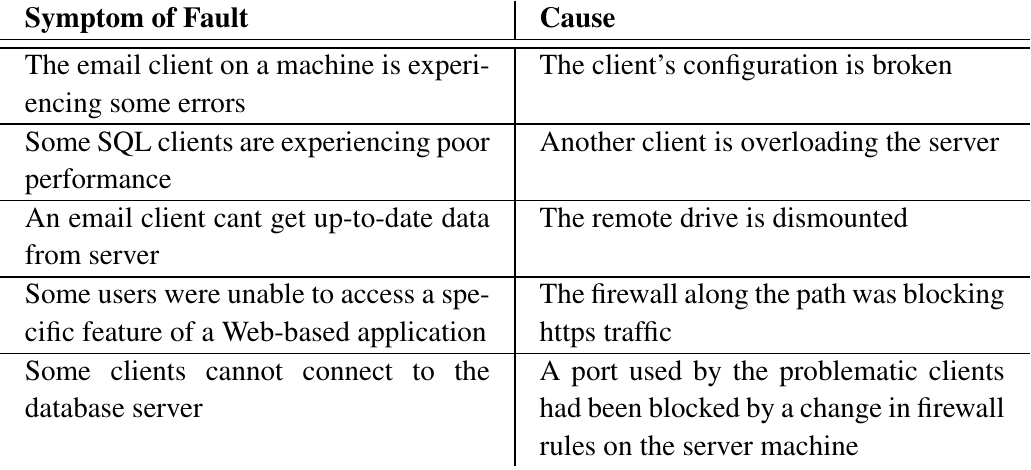 Symptom of Fault Cause
The email client on a machine is experi- The client's configuration is broken
encing some errors
Some SQL clients are experiencing poor Another client is overloading the server
performance
An email client cant get up-to-date data The remote drive is dismounted
from server
Some users were unable to access a spe- The firewall along the path was blocking
cific feature of a Web-based application https traffic
Some clients cannot connect to the A port used by the problematic clients
database server had been blocked by a change in firewall
rules on the server machine